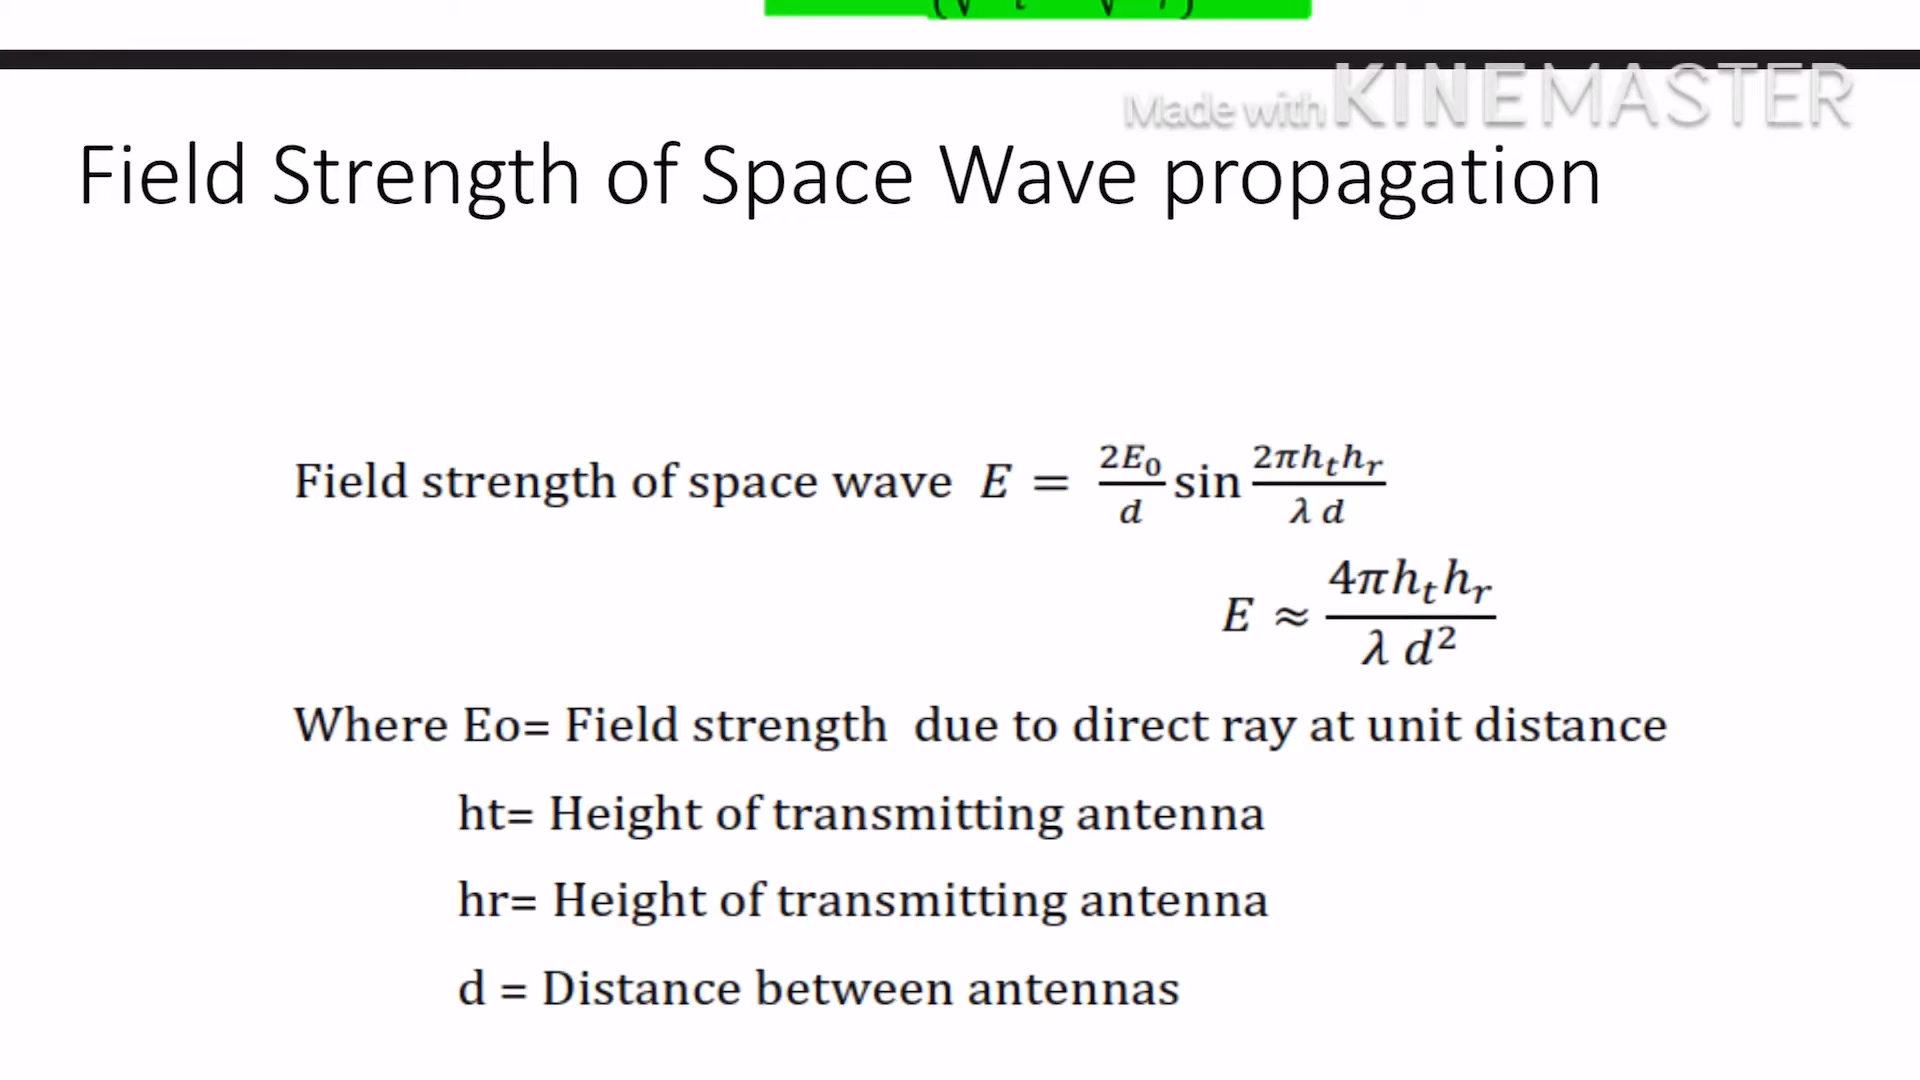 Made with KINEMASTER
Field Strength of Space Wave propagation
Field strength of space wave E = 2E₀/d sin 2πhₜhᵣ/λ d
E ≈ 4πhₜhᵣ/λ d²
Where Eo= Field strength due to direct ray at unit distance
ht= Height of transmitting antenna
hr= Height of transmitting antenna
d = Distance between antennas